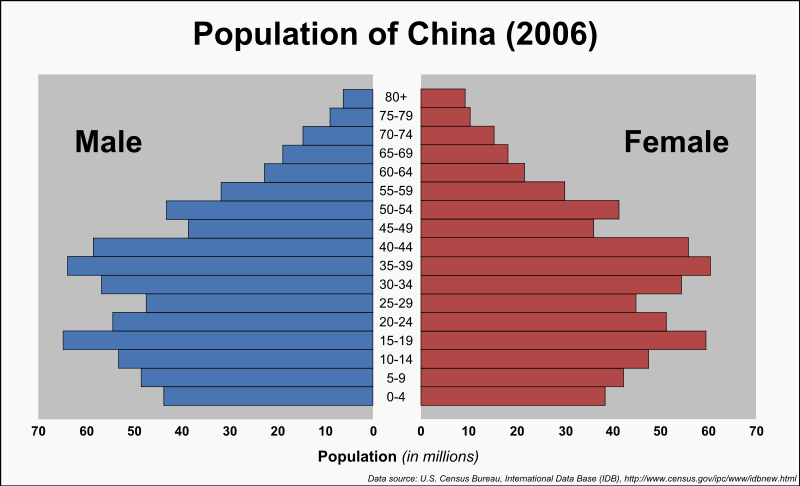 Population of China (2006)
Male
Female
80+
75-79
70-74
65-69
60-64
55-59
50-54
45-49
40-44
35-39
30-34
25-29
20-24
15-19
10-14
5-9
0-4
70 60 50 40 30 20 10 0 0 10 20 30 40 50 60 70
Population (in millions)
Data source: U.S. Census Bureau, International Data Base (IDB), http://www.census.gov/ipc/www/idbnew.html